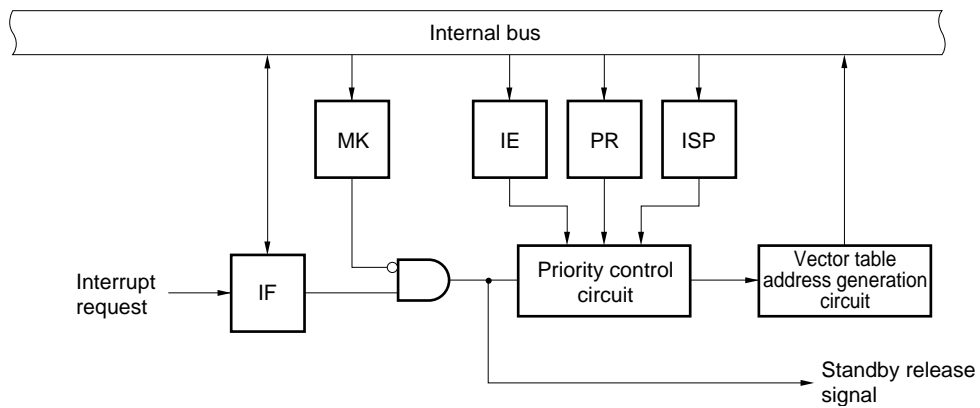 Internal bus
MK
IE
PR
ISP
Interrupt
request
IF
Priority control
circuit
Vector table
address generation
circuit
Standby release
signal